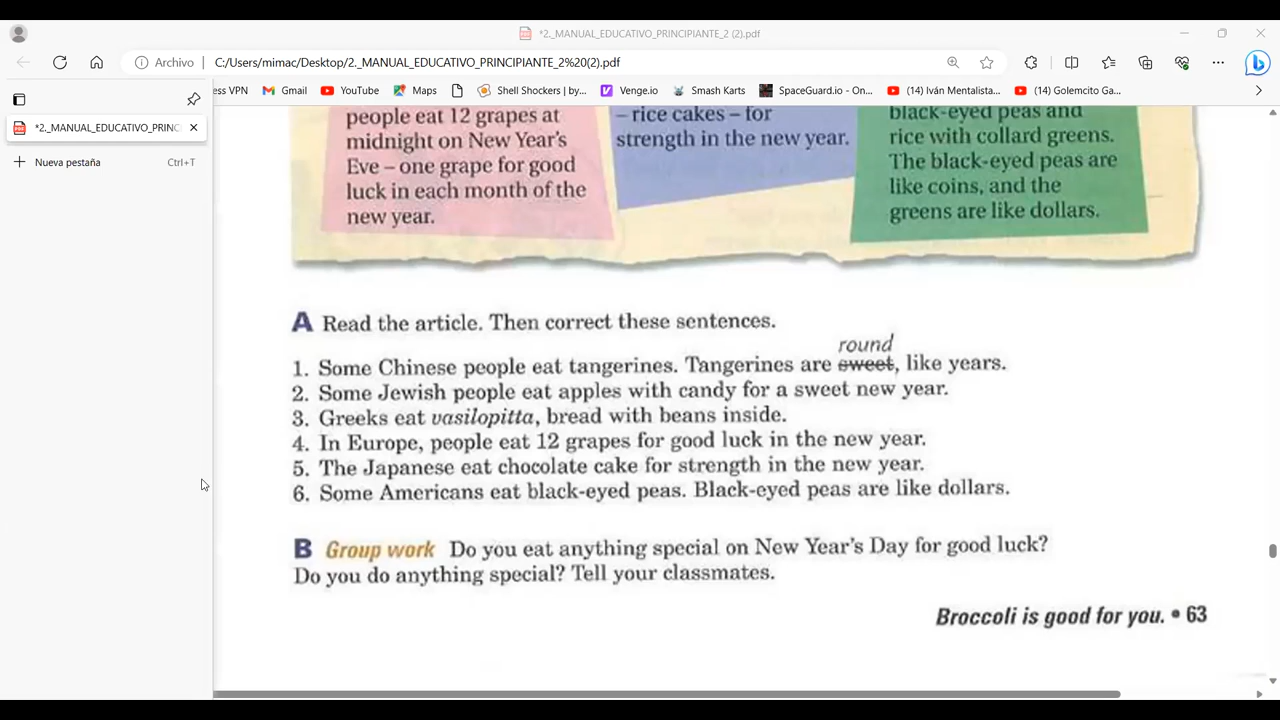 *2._MANUAL_EDUCATIVO_PRINCIPIANTE_2 (2).pdf
Archivo | C:/Users/mimac/Desktop/2._MANUAL_EDUCATIVO_PRINCIPIANTE_2%20(2).pdf
ess VPN Gmail YouTube Maps Shell Shockers | by... Venge.io Smash Karts SpaceGuard.io - On... (14) Iván Mentalista... (14) Golemcito Ga...
*2._MANUAL_EDUCATIVO_PRINC
Nueva pestaña Ctrl+T
people eat 12 grapes at
midnight on New Year's
Eve – one grape for good
luck in each month of the
new year.
– rice cakes – for
strength in the new year.
black-eyed peas and
rice with collard greens.
The black-eyed peas are
like coins, and the
greens are like dollars.
A Read the article. Then correct these sentences.
round
1. Some Chinese people eat tangerines. Tangerines are sweet, like years.
2. Some Jewish people eat apples with candy for a sweet new year.
3. Greeks eat vasilopitta, bread with beans inside.
4. In Europe, people eat 12 grapes for good luck in the new year.
5. The Japanese eat chocolate cake for strength in the new year.
6. Some Americans eat black-eyed peas. Black-eyed peas are like dollars.
B Group work Do you eat anything special on New Year's Day for good luck?
Do you do anything special? Tell your classmates.
Broccoli is good for you. • 63